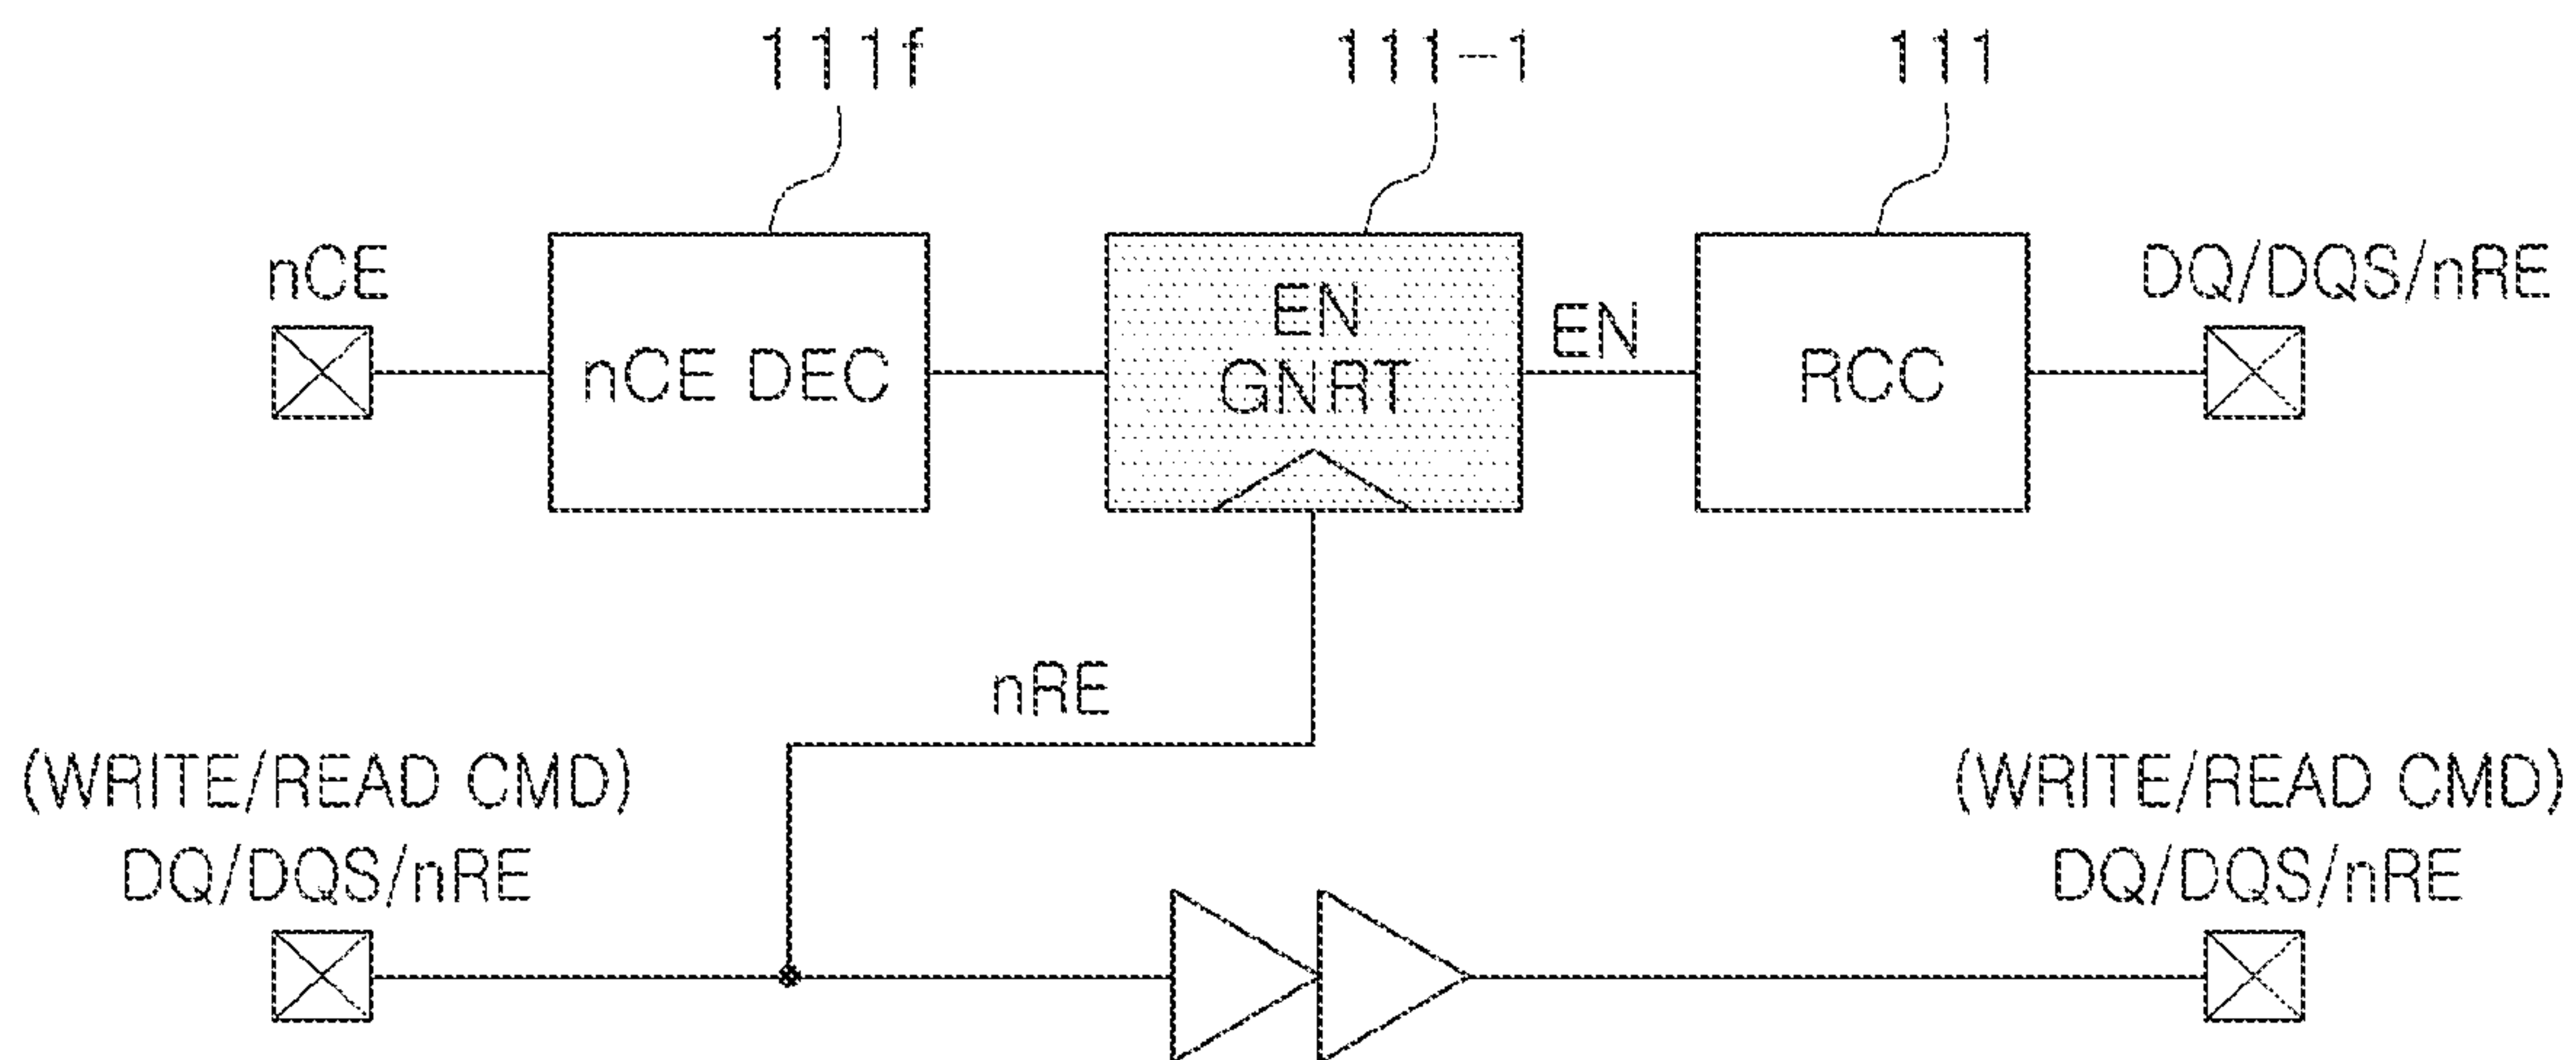 111f
111-1
111
nCE
nCE DEC
EN
GNRT
EN
RCC
DQ/DQS/nRE
nRE
(WRITE/READ CMD)
DQ/DQS/nRE
(WRITE/READ CMD)
DQ/DQS/nRE